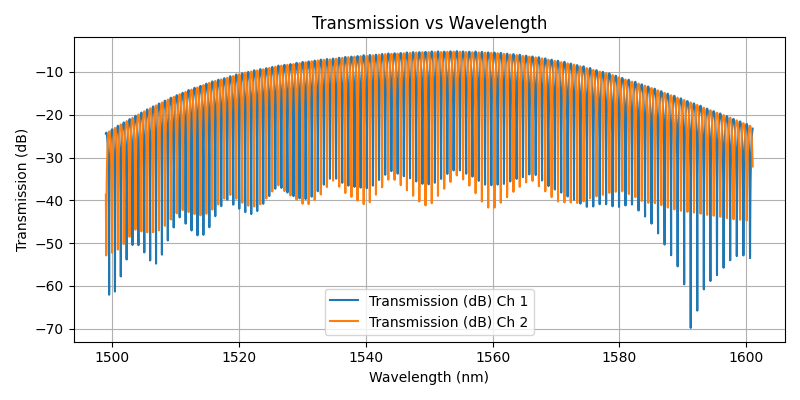 Transmission vs Wavelength
Transmission (dB)
−10
−20
−30
−40
−50
−60
−70
Transmission (dB) Ch 1
Transmission (dB) Ch 2
1500
1520
1540
1560
1580
1600
Wavelength (nm)